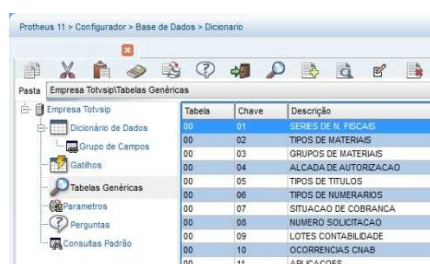 Protheus 11 > Configurador > Base de Dados > Dicionario
Pasta Empresa Totvsip\Tabelas Genéricas
Empresa Totvsip
Dicionário de Dados
Grupo de Campos
Gatilhos
Tabelas Genéricas
Parametros
Perguntas
Consultas Padrão
Tabela Chave Descrição
00 01 SERIES DE N. FISCAIS
00 02 TIPOS DE MATERIAIS
00 03 GRUPOS DE MATERIAIS
00 04 ALCADA DE AUTORIZACAO
00 05 TIPOS DE TITULOS
00 06 TIPOS DE NUMERARIOS
00 07 SITUACAO DE COBRANCA
00 08 NUMERO SOLICITACAO
00 09 LOTES CONTABILIDADE
00 10 OCORRENCIAS CNAB
00 11 APLICACOES